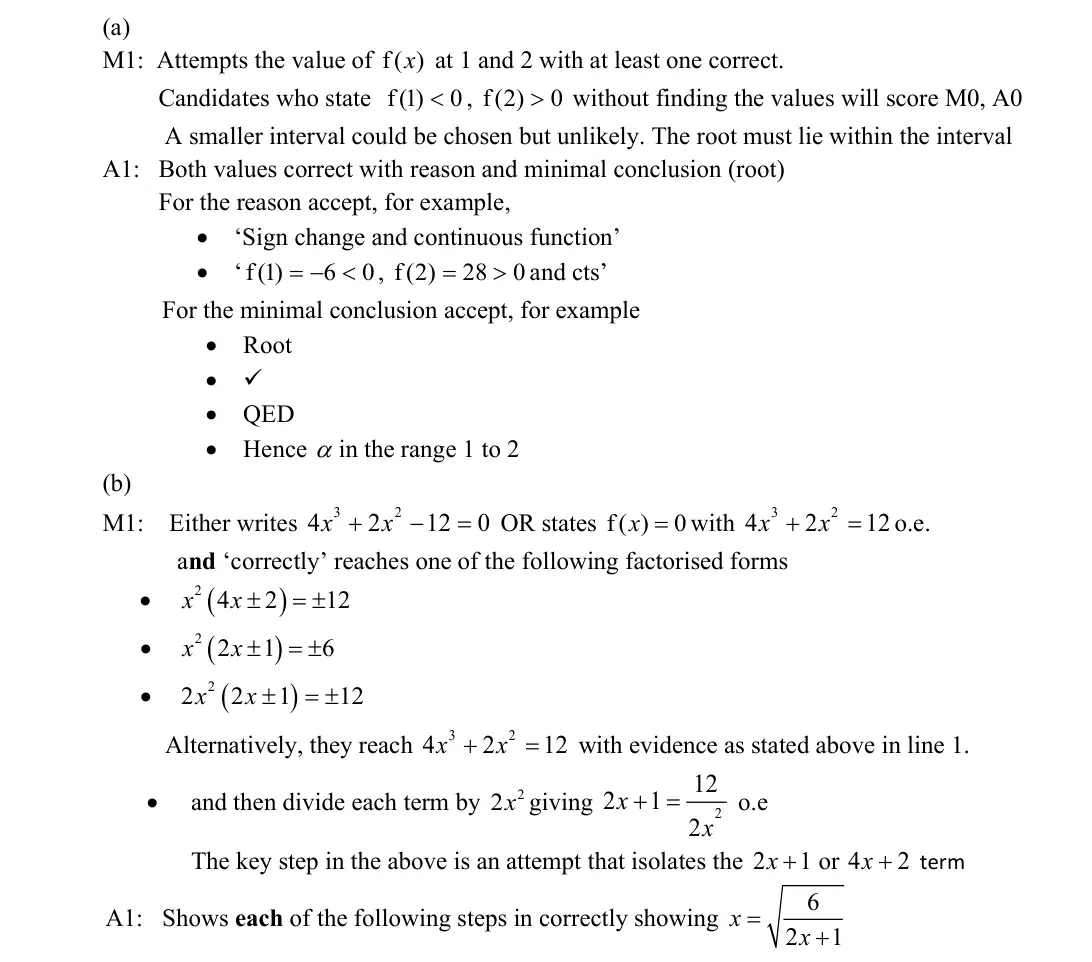 (a)
M1: Attempts the value of f(x) at 1 and 2 with at least one correct.
Candidates who state f(1) < 0, f(2) > 0 without finding the values will score M0, A0
A smaller interval could be chosen but unlikely. The root must lie within the interval
A1: Both values correct with reason and minimal conclusion (root)
For the reason accept, for example,
• ‘Sign change and continuous function’
• ‘f(1) = −6 < 0, f(2) = 28 > 0 and cts’
For the minimal conclusion accept, for example
• Root
• ✓
• QED
• Hence α in the range 1 to 2
(b)
M1: Either writes 4x³ + 2x² − 12 = 0 OR states f(x) = 0 with 4x³ + 2x² = 12 o.e.
and ‘correctly’ reaches one of the following factorised forms
• x²(4x ± 2) = ±12
• x²(2x ± 1) = ±6
• 2x²(2x ± 1) = ±12
Alternatively, they reach 4x³ + 2x² = 12 with evidence as stated above in line 1.
• and then divide each term by 2x² giving 2x + 1 = 12/2x² o.e
The key step in the above is an attempt that isolates the 2x + 1 or 4x + 2 term
A1: Shows each of the following steps in correctly showing x = √(6/(2x + 1))